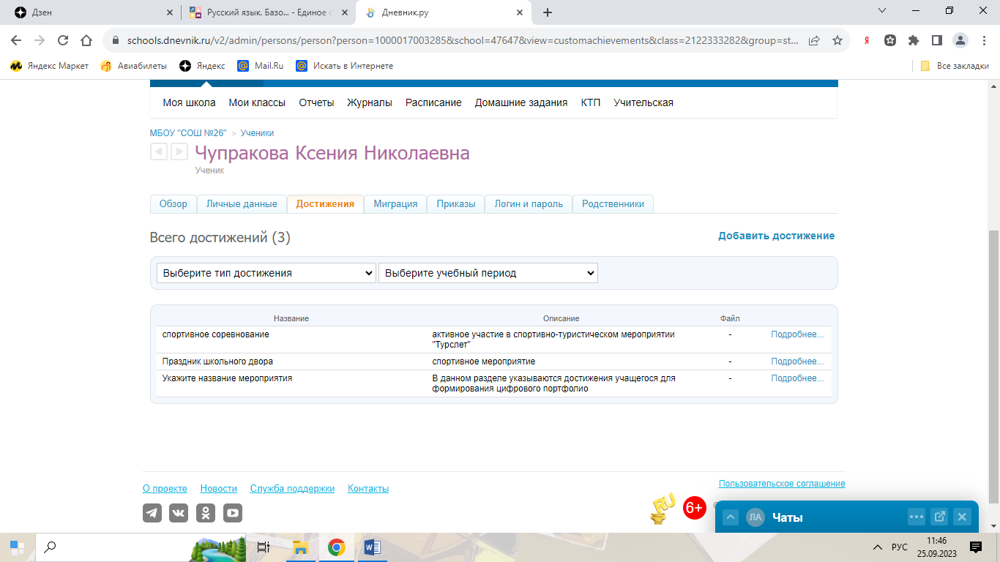 Дзен
Русский язык. Базо... - Единое с
Дневник.ру
schools.dnevnik.ru/v2/admin/persons/person?person=1000017003285&school=47647&view=customachievements&class=2122333282&group=st...
Яндекс Маркет
Авиабилеты
Яндекс
Mail.Ru
Искать в Интернете
Все закладки
Моя школа Мои классы Отчеты Журналы Расписание Домашние задания КТП Учительская
МБОУ "СОШ №26" > Ученики
Чупракова Ксения Николаевна
Ученик
Обзор Личные данные Достижения Миграция Приказы Логин и пароль Родственники
Всего достижений (3)
Добавить достижение
Выберите тип достижения Выберите учебный период
Название Описание Файл
спортивное соревнование активное участие в спортивно-туристическом мероприятии - Подробнее...
"Турслет"
Праздник школьного двора спортивное мероприятие - Подробнее...
Укажите название мероприятия В данном разделе указываются достижения учащегося для - Подробнее...
формирования цифрового портфолио
О проекте Новости Служба поддержки Контакты
Пользовательское соглашение
RU
6+
ЛА Чаты
РУС
11:46
25.09.2023